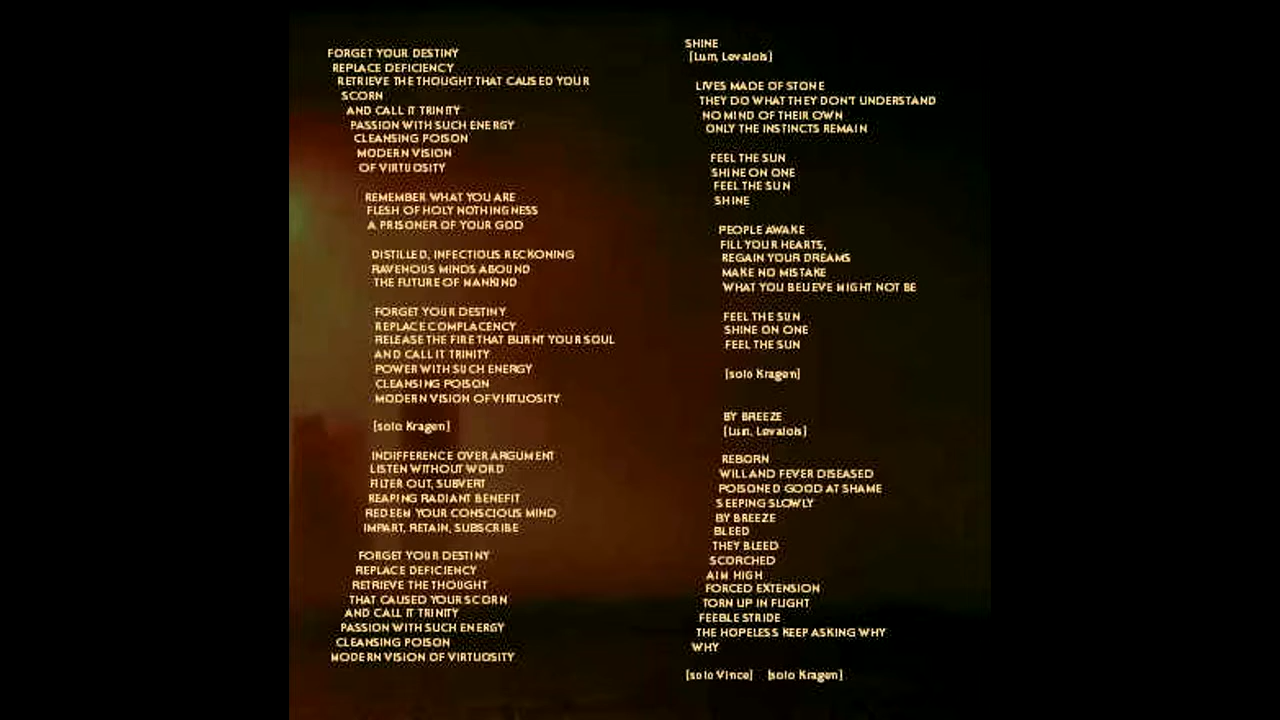 FORGET YOUR DESTINY
REPLACE DEFICIENCY
RETRIEVE THE THOUGHT THAT CAUSED YOUR
SCORN
AND CALL IT TRINITY
PASSION WITH SUCH ENERGY
CLEANSING POISON
MODERN VISION
OF VIRTUOSITY
REMEMBER WHAT YOU ARE
FLESH OF HOLY NOTHINGNESS
A PRISONER OF YOUR GOD
DISTILLED, INFECTIOUS RECKONING
RAVENOUS MINDS ABOUND
THE FUTURE OF MANKIND
FORGET YOUR DESTINY
REPLACE COMPLACENCY
RELEASE THE FIRE THAT BURNT YOUR SOUL
AND CALL IT TRINITY
POWER WITH SUCH ENERGY
CLEANSING POISON
MODERN VISION OF VIRTUOSITY
[solo Kragen]
INDIFFERENCE OVER ARGUMENT
LISTEN WITHOUT WORD
FILTER OUT, SUBVERT
REAPING RADIANT BENEFIT
REDEEM YOUR CONSCIOUS MIND
IMPART, RETAIN, SUBSCRIBE
FORGET YOUR DESTINY
REPLACE DEFICIENCY
RETRIEVE THE THOUGHT
THAT CAUSED YOUR SCORN
AND CALL IT TRINITY
PASSION WITH SUCH ENERGY
CLEANSING POISON
MODERN VISION OF VIRTUOSITY
SHINE
[Lum, Levalois]
LIVES MADE OF STONE
THEY DO WHAT THEY DON'T UNDERSTAND
NO MIND OF THEIR OWN
ONLY THE INSTINCTS REMAIN
FEEL THE SUN
SHINE ON ONE
FEEL THE SUN
SHINE
PEOPLE AWAKE
FILL YOUR HEARTS,
REGAIN YOUR DREAMS
MAKE NO MISTAKE
WHAT YOU BELIEVE MIGHT NOT BE
FEEL THE SUN
SHINE ON ONE
FEEL THE SUN
[solo Kragen]
BY BREEZE
[Lum, Levalois]
REBORN
WILL AND FEVER DISEASED
POISONED GOOD AT SHAME
SEEPING SLOWLY
BY BREEZE
BLEED
THEY BLEED
SCORCHED
AIM HIGH
FORCED EXTENSION
TORN UP IN FLIGHT
FEEBLE STRIDE
THE HOPELESS KEEP ASKING WHY
WHY
[solo Vince] [solo Kragen]